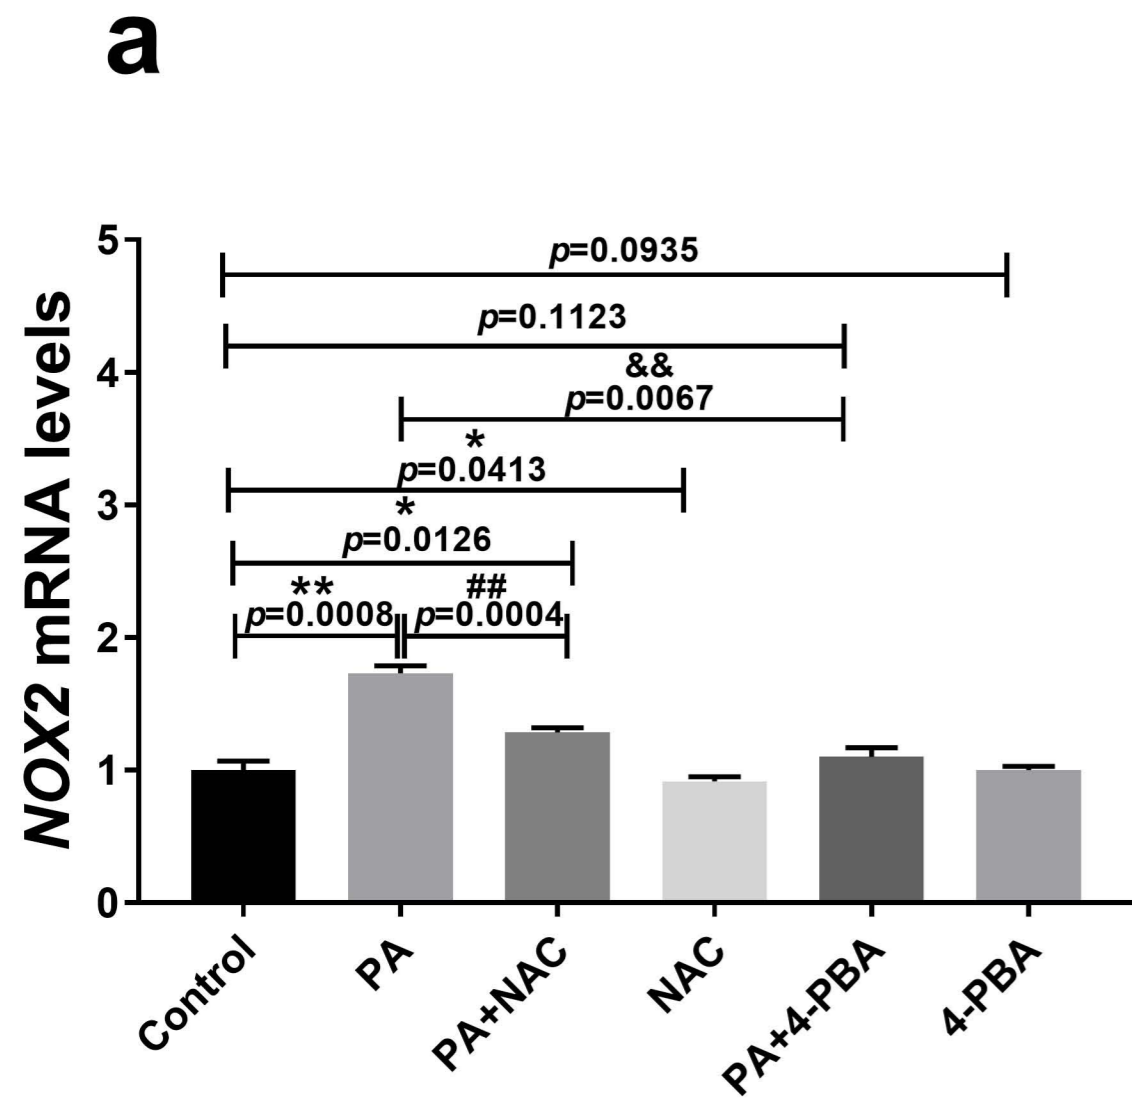 a
NOX2 mRNA levels
5
4
3
2
1
0
p=0.0935
p=0.1123
&&
p=0.0067
*
p=0.0413
*
p=0.0126
** ##
p=0.0008 p=0.0004
Control PA PA+NAC NAC PA+4-PBA 4-PBA